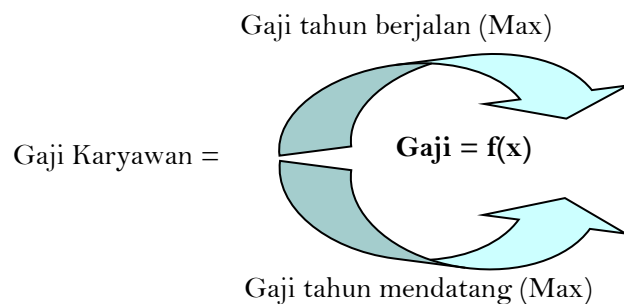 Gaji tahun berjalan (Max)
Gaji Karyawan =
Gaji = f(x)
Gaji tahun mendatang (Max)